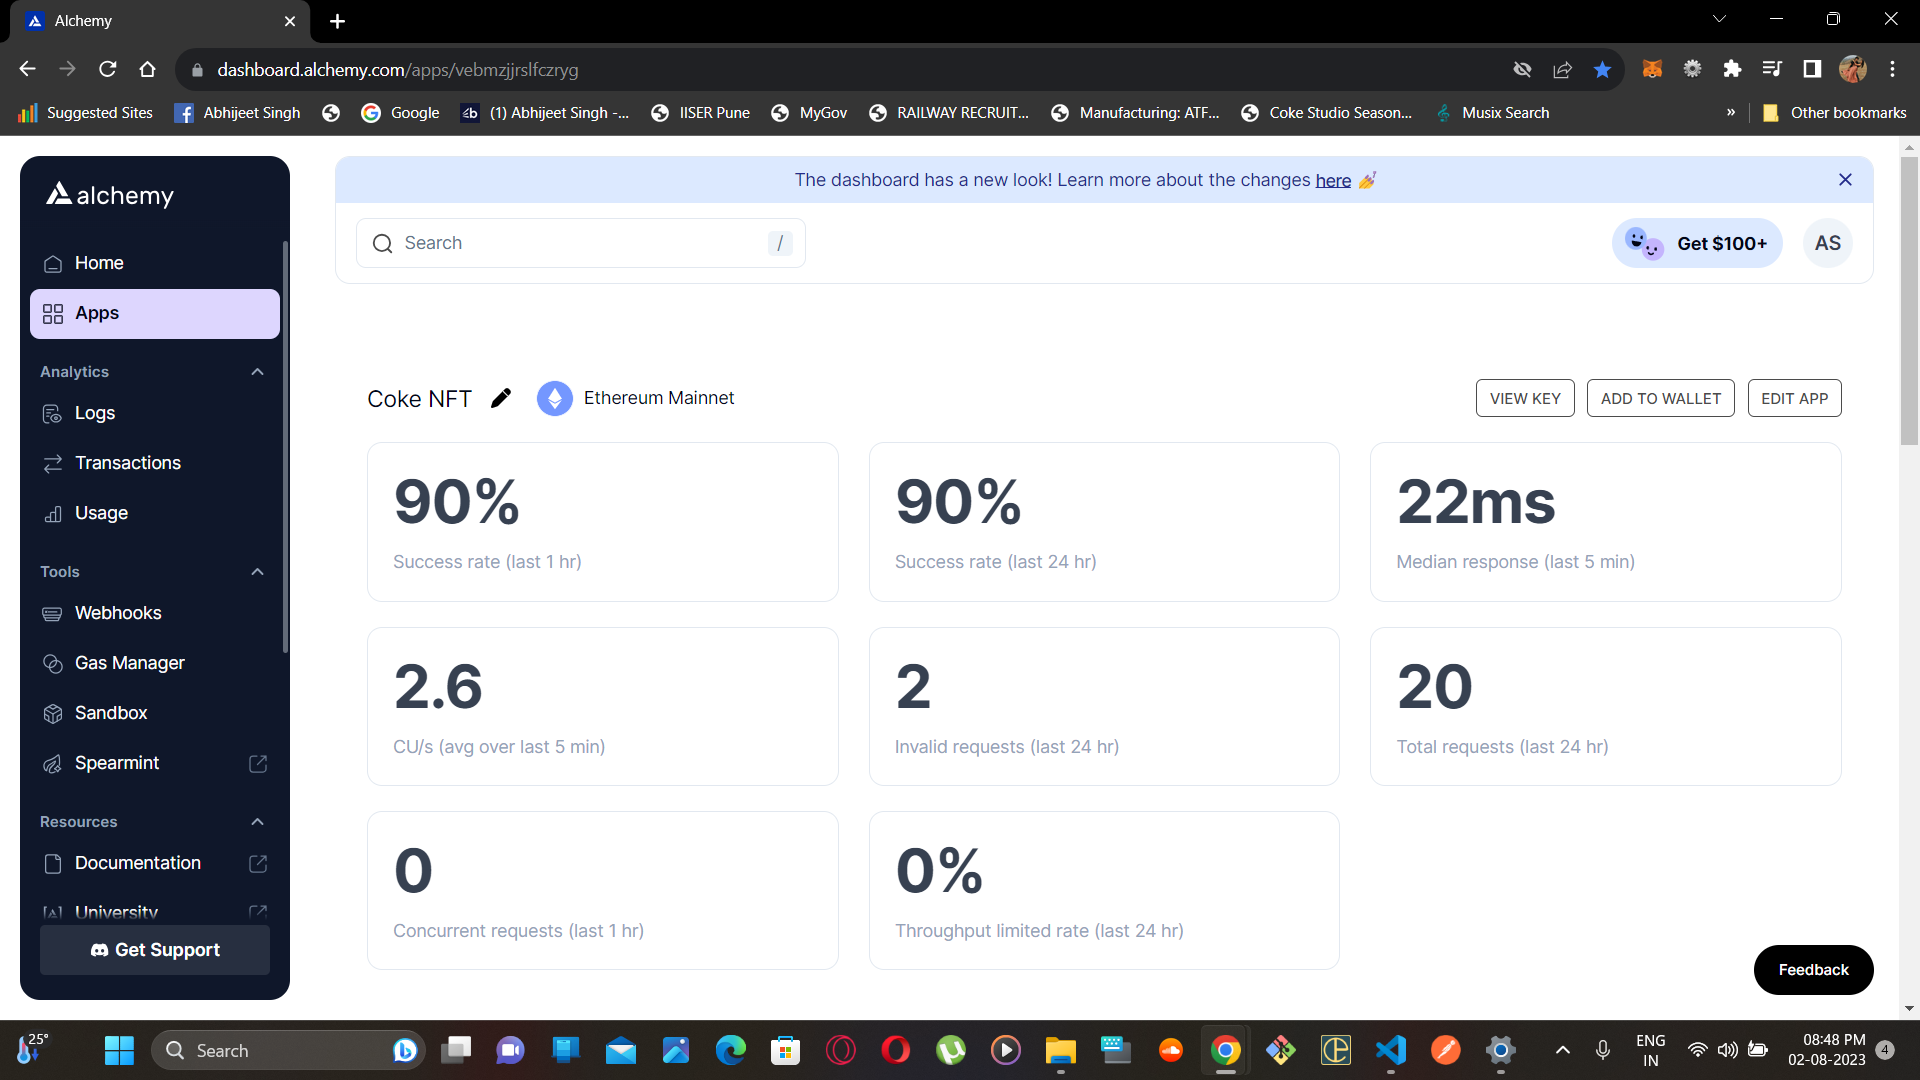 Alchemy
dashboard.alchemy.com/apps/vebmzjjrslfczryg
Suggested Sites
Abhijeet Singh
Google
(1) Abhijeet Singh -...
IISER Pune
MyGov
RAILWAY RECRUIT...
Manufacturing: ATF...
Coke Studio Season...
Musix Search
»
Other bookmarks
alchemy
Home
Apps
Analytics
Logs
Transactions
Usage
Tools
Webhooks
Gas Manager
Sandbox
Spearmint
Resources
Documentation
University
Get Support
The dashboard has a new look! Learn more about the changes here
Search
/
Get $100+
AS
Coke NFT
Ethereum Mainnet
VIEW KEY
ADD TO WALLET
EDIT APP
90%
Success rate (last 1 hr)
90%
Success rate (last 24 hr)
22ms
Median response (last 5 min)
2.6
CU/s (avg over last 5 min)
2
Invalid requests (last 24 hr)
20
Total requests (last 24 hr)
0
Concurrent requests (last 1 hr)
0%
Throughput limited rate (last 24 hr)
Feedback
25°
Search
ENG
IN
08:48 PM
02-08-2023
4